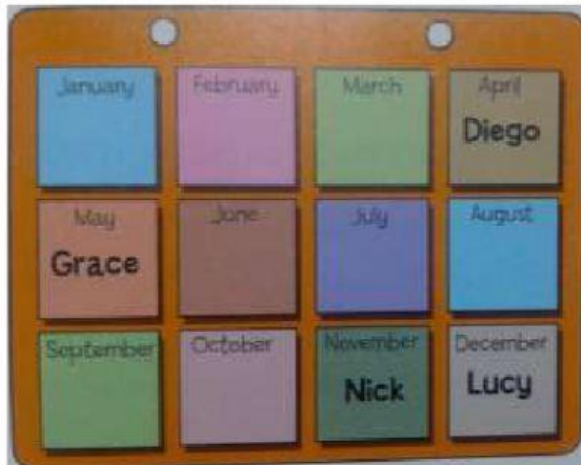 January
February
March
April
Diego
May
Grace
June
July
August
September
October
November
Nick
December
Lucy